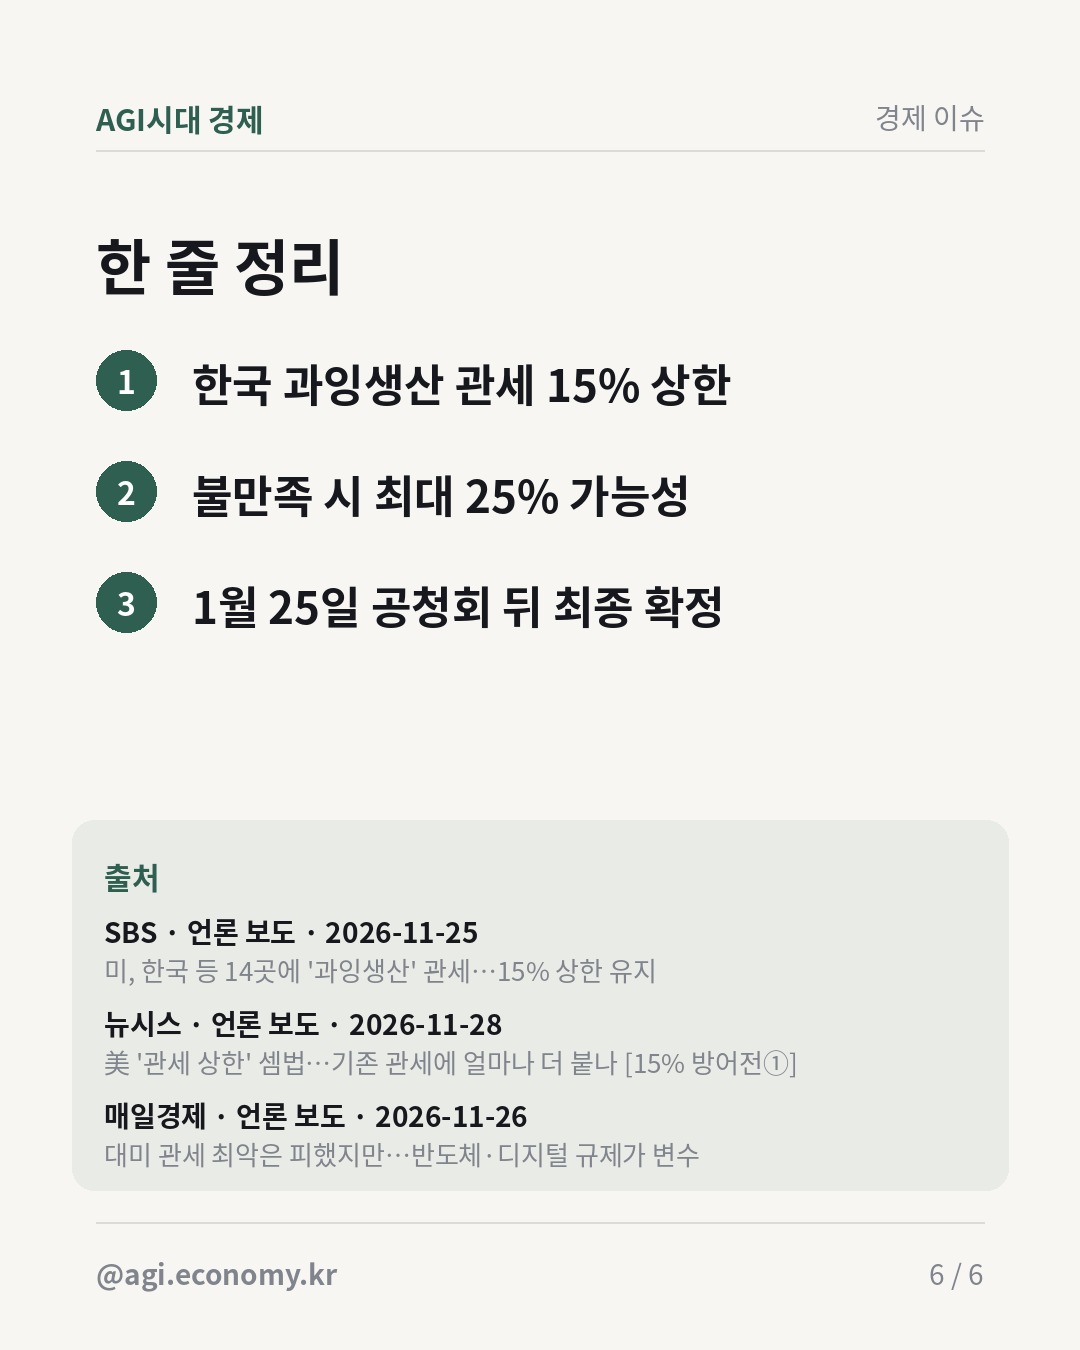 AGI시대 경제
경제 이슈
한 줄 정리
1 한국 과잉생산 관세 15% 상한
2 불만족 시 최대 25% 가능성
3 1월 25일 공청회 뒤 최종 확정
출처
SBS · 언론 보도 · 2026-11-25
미, 한국 등 14곳에 '과잉생산' 관세…15% 상한 유지
뉴시스 · 언론 보도 · 2026-11-28
美 '관세 상한' 셈법…기존 관세에 얼마나 더 붙나 [15% 방어전①]
매일경제 · 언론 보도 · 2026-11-26
대미 관세 최악은 피했지만…반도체·디지털 규제가 변수
@agi.economy.kr
6 / 6